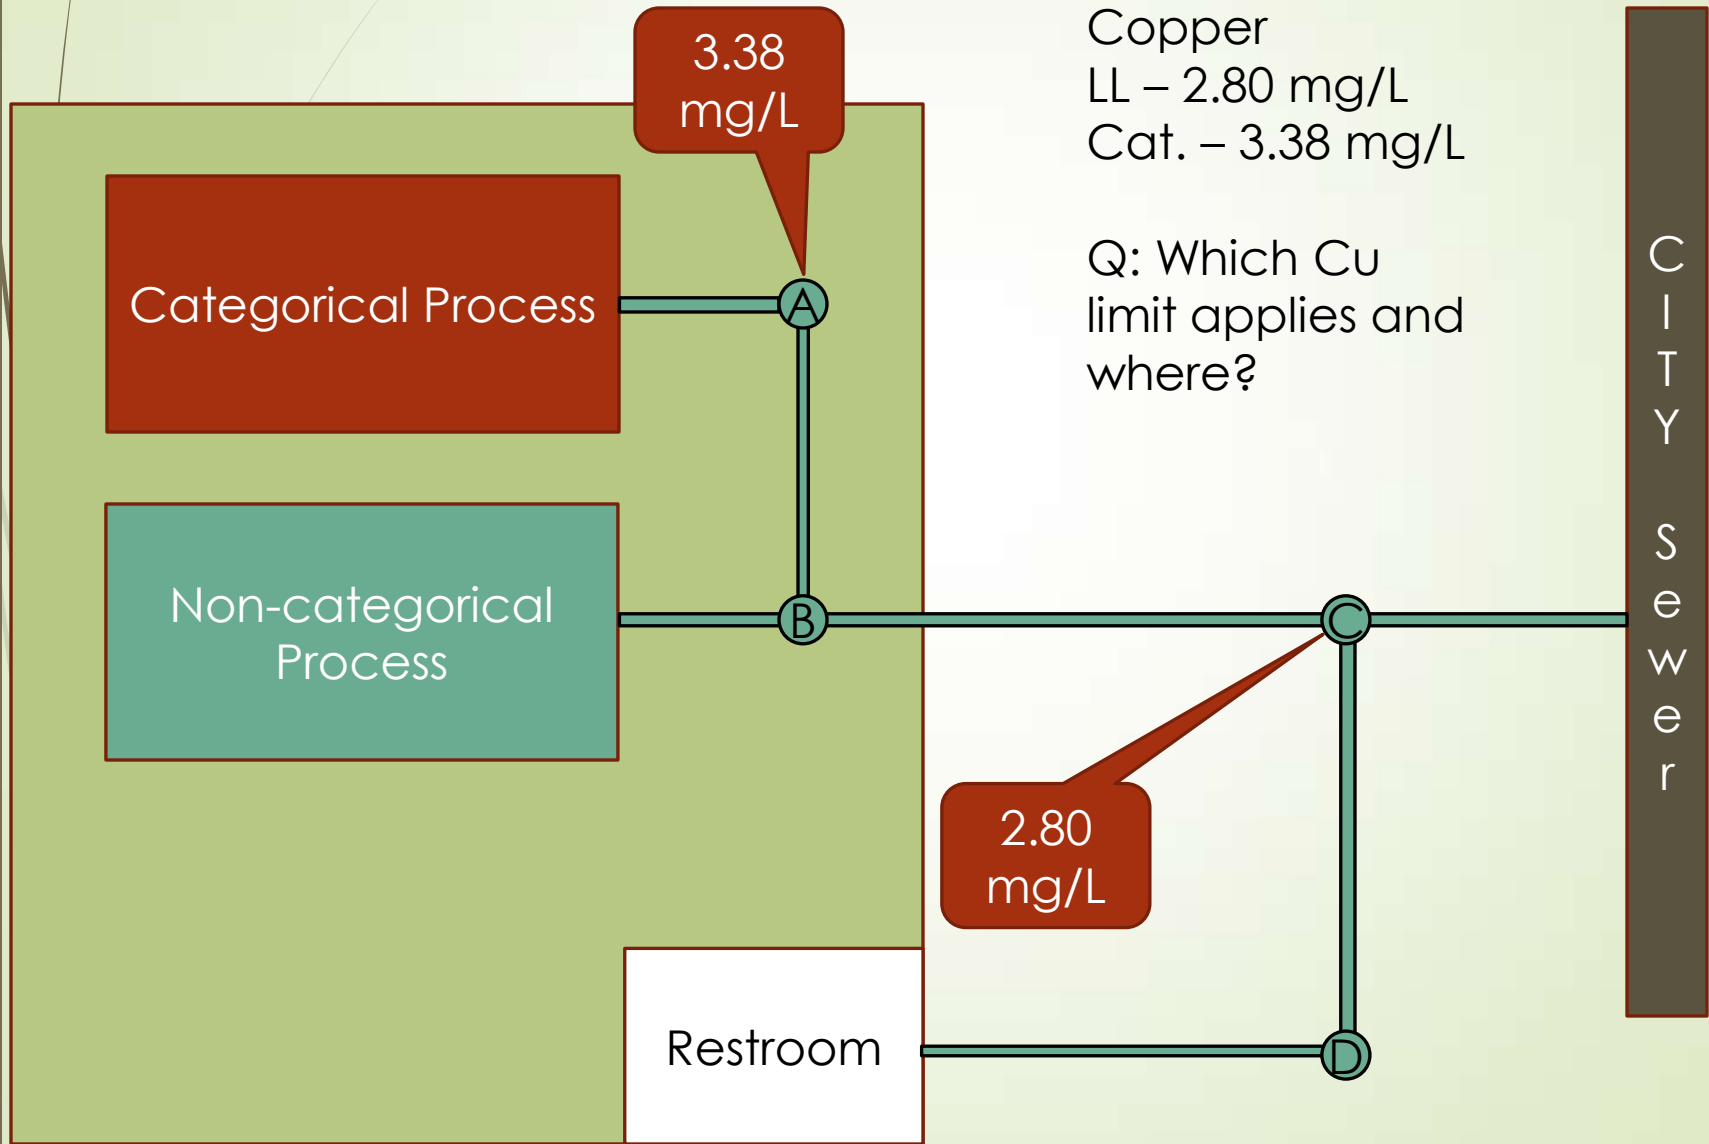 3.38
mg/L
Copper
LL – 2.80 mg/L
Cat. – 3.38 mg/L
Q: Which Cu
limit applies and
where?
Categorical Process
A
Non-categorical
Process
B
C
2.80
mg/L
Restroom
D
C
I
T
Y
S
e
w
e
r